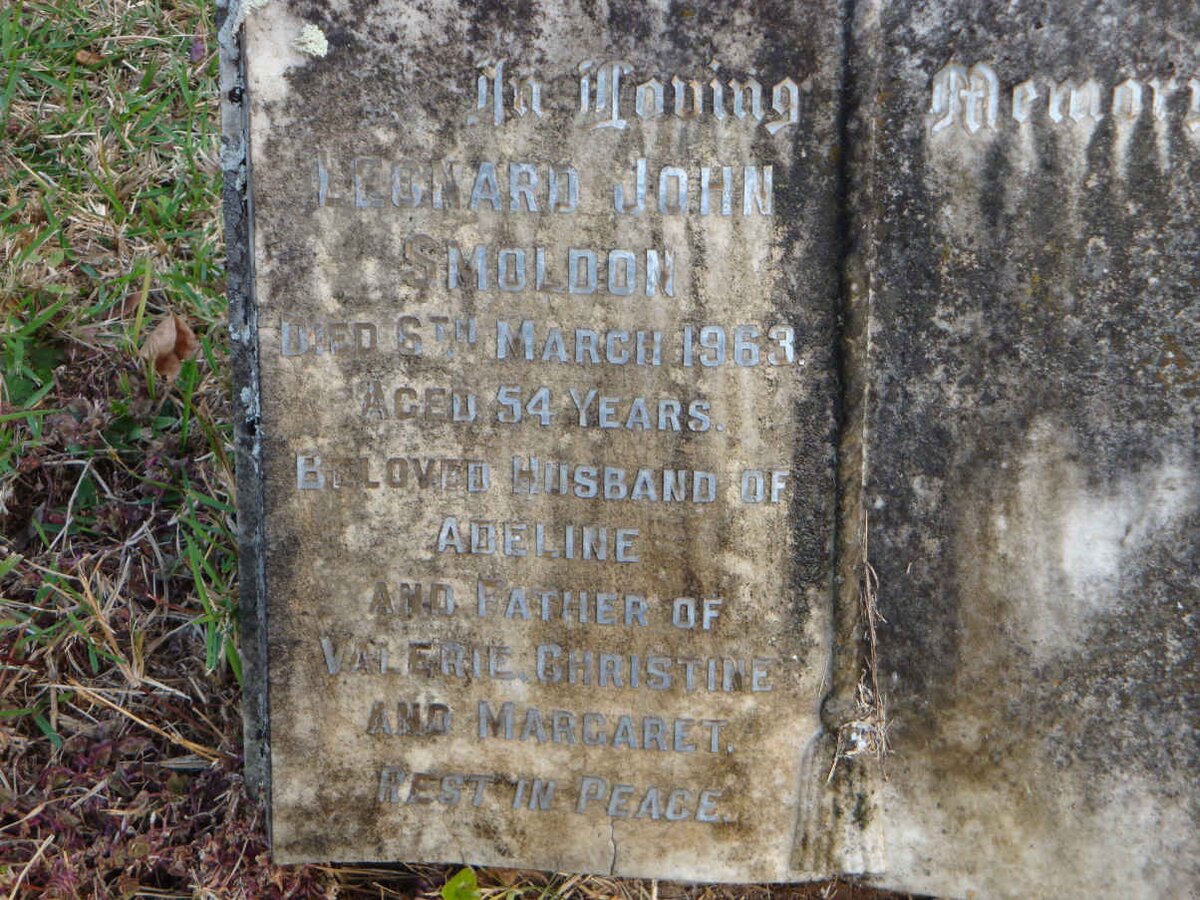 In Loving Memory
LEONARD JOHN
SMOLDON
DIED 6TH MARCH 1963.
AGED 54 YEARS.
BELOVED HUSBAND OF
ADELINE
AND FATHER OF
VALERIE, CHRISTINE
AND MARGARET.
REST IN PEACE.